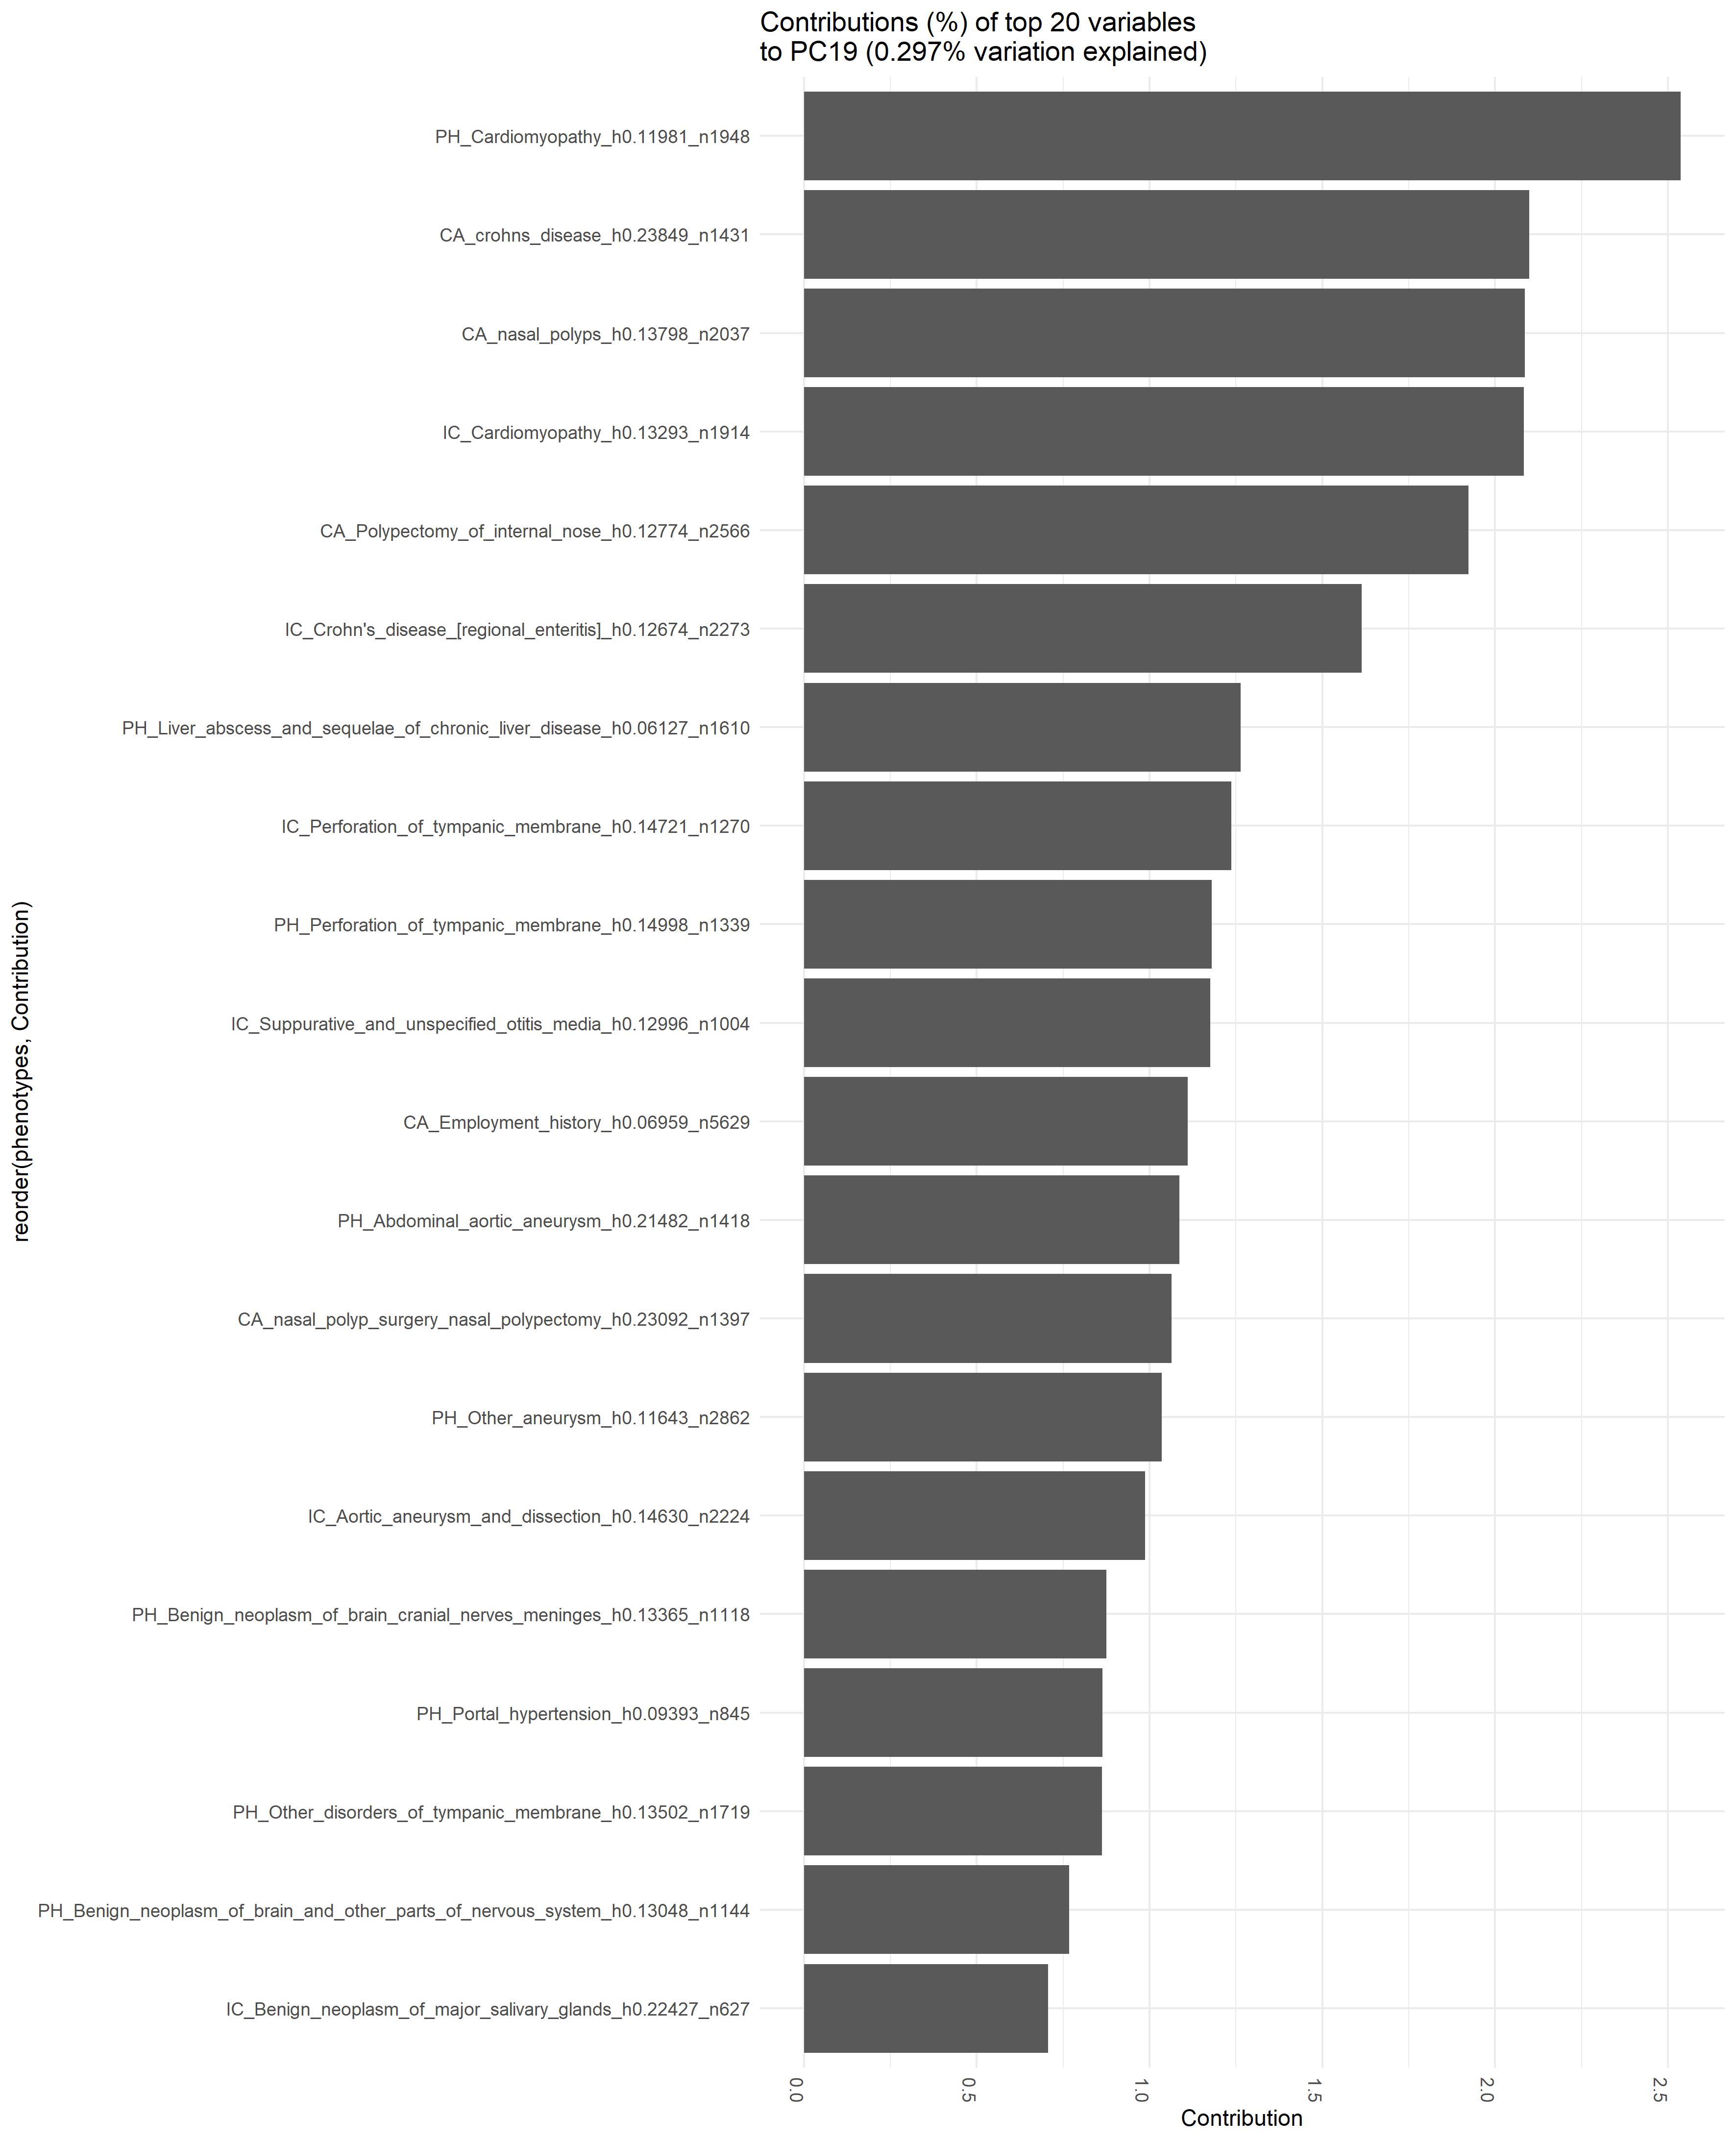 Contributions (%) of top 20 variables
to PC19 (0.297% variation explained)
PH_Cardiomyopathy_h0.11981_n1948
CA_crohns_disease_h0.23849_n1431
CA_nasal_polyps_h0.13798_n2037
IC_Cardiomyopathy_h0.13293_n1914
CA_Polypectomy_of_internal_nose_h0.12774_n2566
IC_Crohn's_disease_[regional_enteritis]_h0.12674_n2273
PH_Liver_abscess_and_sequelae_of_chronic_liver_disease_h0.06127_n1610
IC_Perforation_of_tympanic_membrane_h0.14721_n1270
PH_Perforation_of_tympanic_membrane_h0.14998_n1339
IC_Suppurative_and_unspecified_otitis_media_h0.12996_n1004
CA_Employment_history_h0.06959_n5629
PH_Abdominal_aortic_aneurysm_h0.21482_n1418
CA_nasal_polyp_surgery_nasal_polypectomy_h0.23092_n1397
PH_Other_aneurysm_h0.11643_n2862
IC_Aortic_aneurysm_and_dissection_h0.14630_n2224
PH_Benign_neoplasm_of_brain_cranial_nerves_meninges_h0.13365_n1118
PH_Portal_hypertension_h0.09393_n845
PH_Other_disorders_of_tympanic_membrane_h0.13502_n1719
PH_Benign_neoplasm_of_brain_and_other_parts_of_nervous_system_h0.13048_n1144
IC_Benign_neoplasm_of_major_salivary_glands_h0.22427_n627
reorder(phenotypes, Contribution)
0.0
0.5
1.0
1.5
2.0
2.5
Contribution